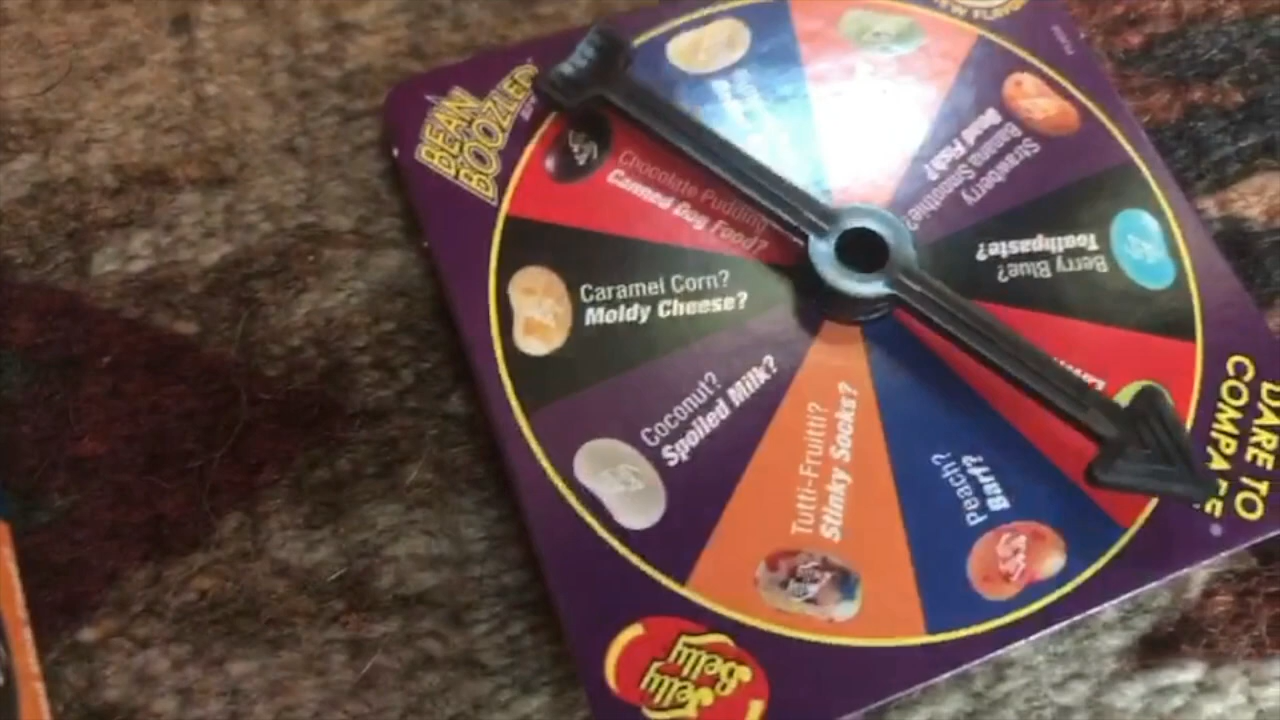 BEAN
BOOZLED
Chocolate Pudding
Canned Dog Food?
Caramel Corn?
Moldy Cheese?
Coconut?
Spoiled Milk?
Tutti-Fruitti?
Stinky Socks?
Peach?
Barf?
Berry Blue?
Toothpaste?
Strawberry
Banana Smoothie?
Dead Fish?
DARE TO
COMPARE
Jelly
Belly